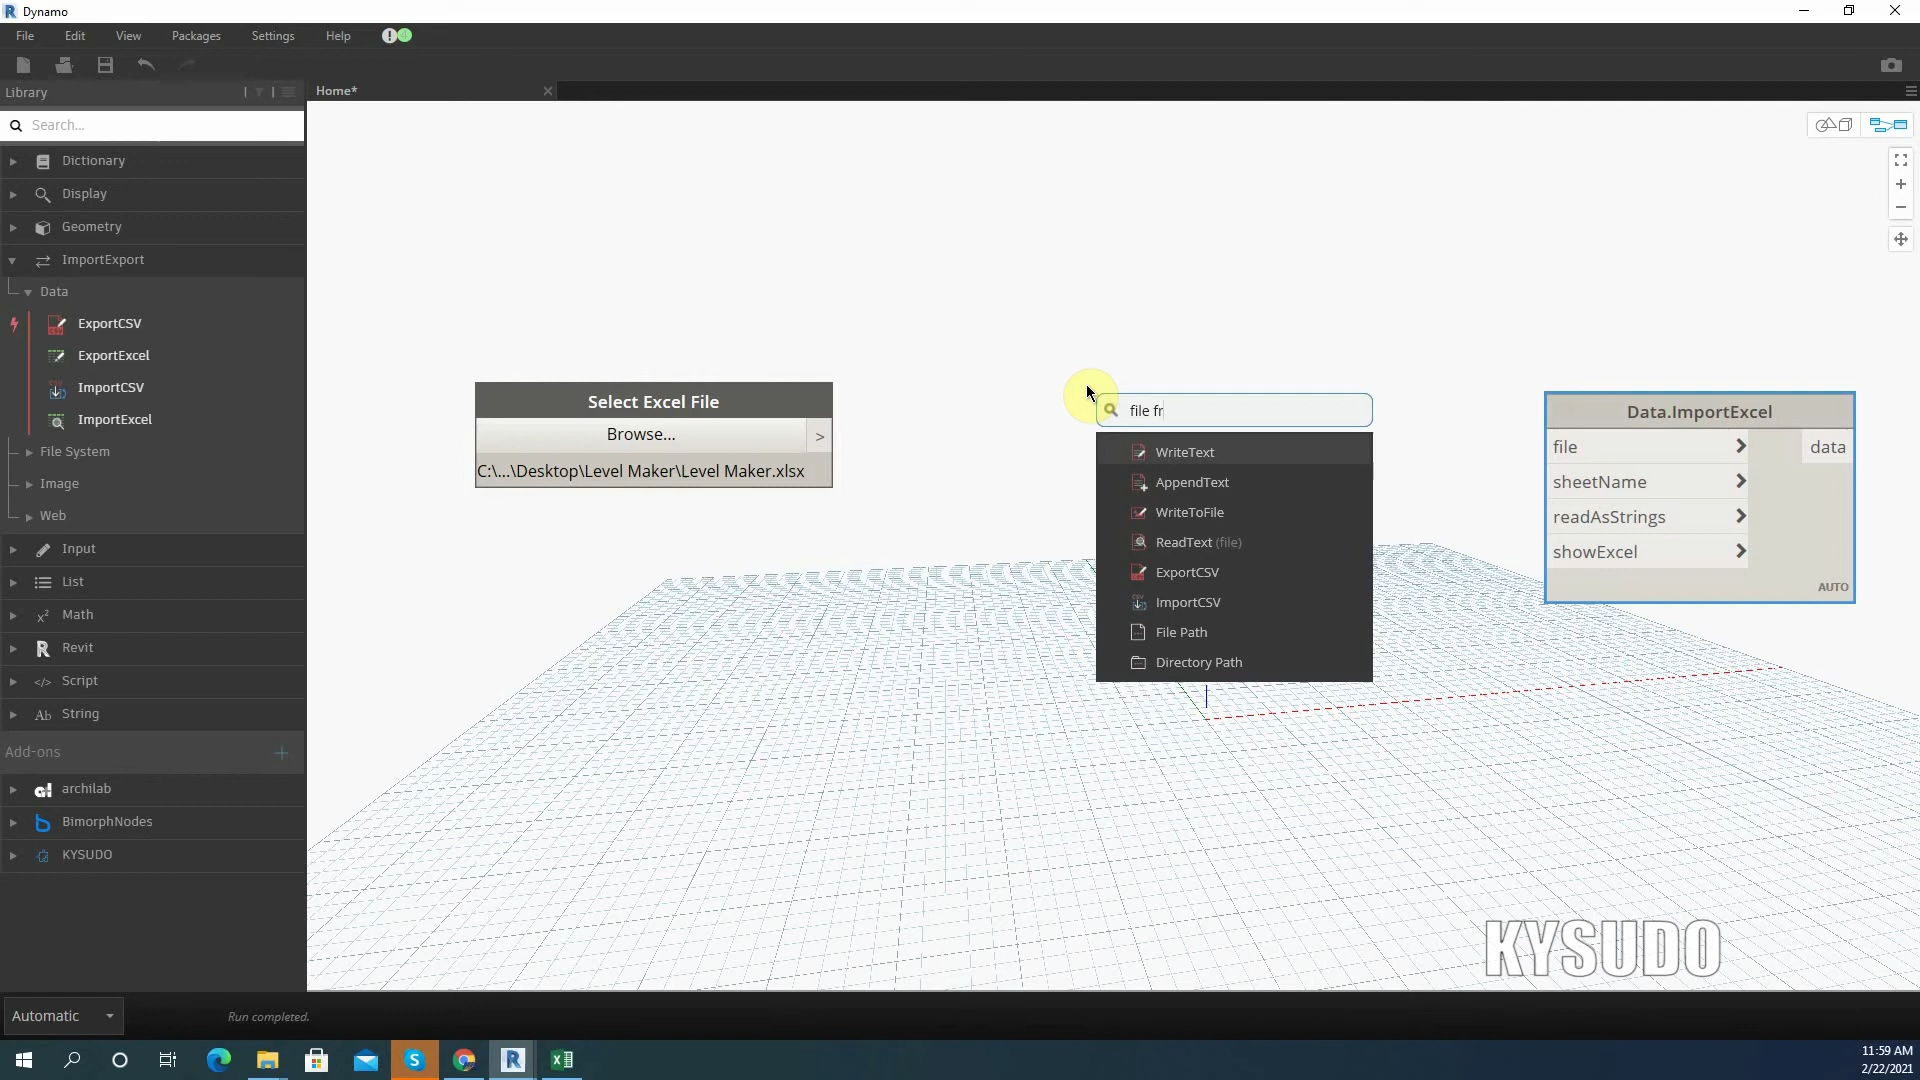 Dynamo
File Edit View Packages Settings Help
Library
Home*
Search...
Dictionary
Display
Geometry
ImportExport
Data
ExportCSV
ExportExcel
ImportCSV
ImportExcel
File System
Image
Web
Input
List
Math
Revit
Script
String
Add-ons
archilab
BimorphNodes
KYSUDO
Select Excel File
Browse...
>
C:\...\Desktop\Level Maker\Level Maker.xlsx
file fr
WriteText
AppendText
WriteToFile
ReadText (file)
ExportCSV
ImportCSV
File Path
Directory Path
Data.ImportExcel
file data
sheetName
readAsStrings
showExcel
AUTO
KYSUDO
Automatic
Run completed.
11:59 AM
2/22/2021